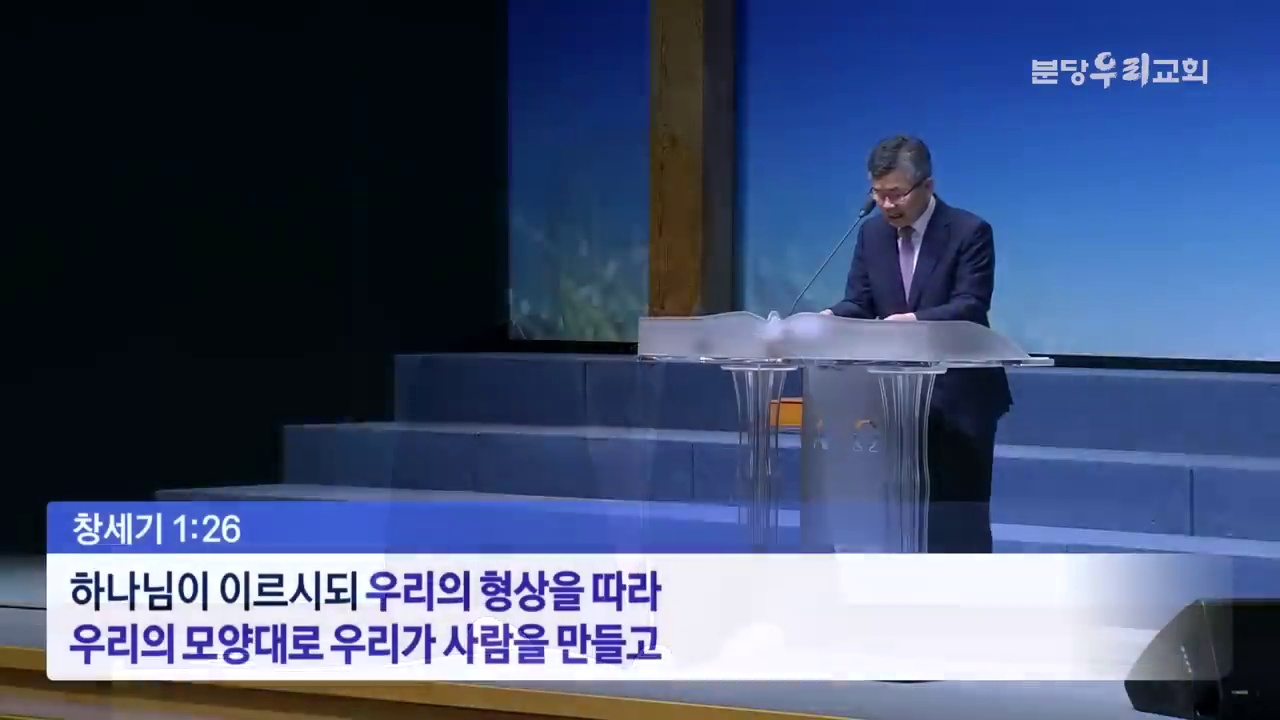 분당우리교회
창세기 1:26
하나님이 이르시되 우리의 형상을 따라
우리의 모양대로 우리가 사람을 만들고